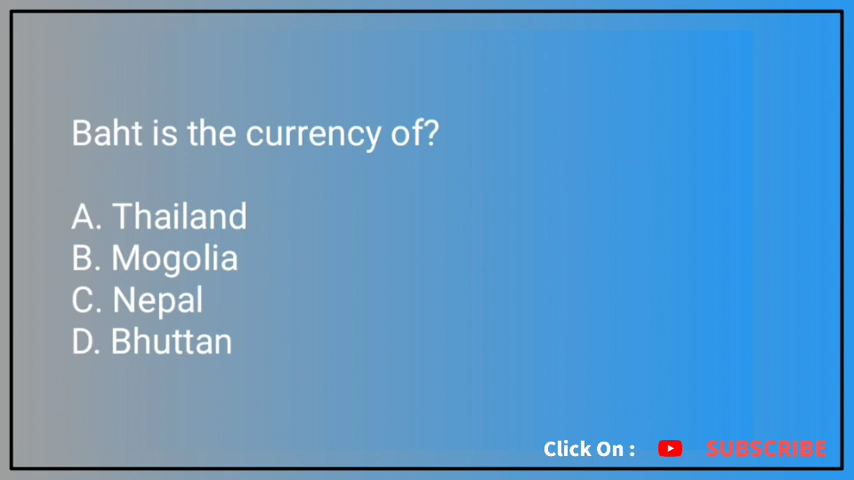 Baht is the currency of?
A. Thailand
B. Mogolia
C. Nepal
D. Bhuttan
Click On : SUBSCRIBE